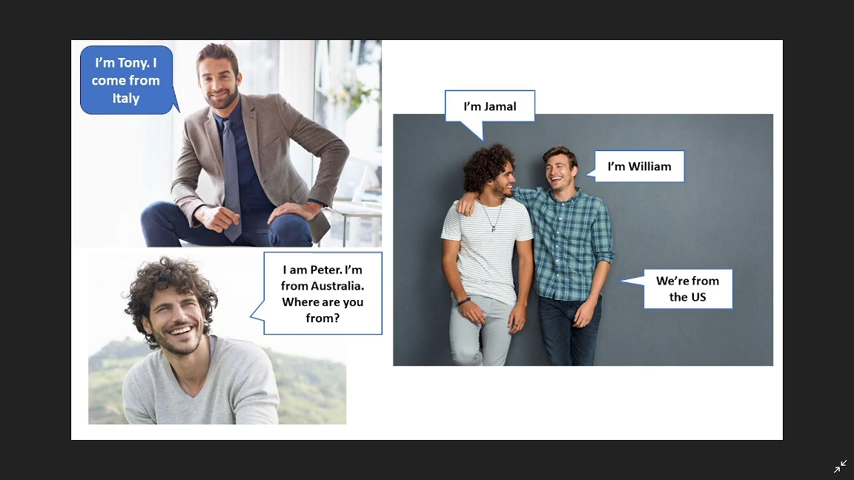 I'm Tony. I
come from
Italy
I am Peter. I'm
from Australia.
Where are you
from?
I'm Jamal
I'm William
We're from
the US